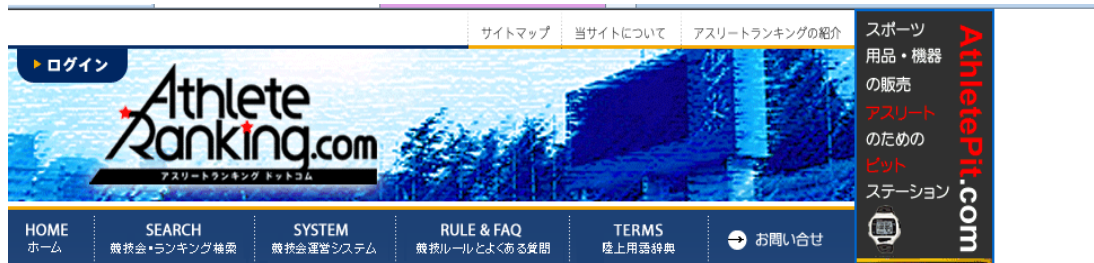 サイトマップ
当サイトについて
アスリートランキングの紹介
ログイン
Athlete
Ranking.com
アスリートランキング ドットコム
HOME
ホーム
SEARCH
競技会・ランキング検索
SYSTEM
競技会運営システム
RULE & FAQ
競技ルールとよくある質問
TERMS
陸上用語辞典
お問い合せ
スポーツ
用品・機器
の販売
アスリート
のための
ピット
ステーション
AthletePit.com